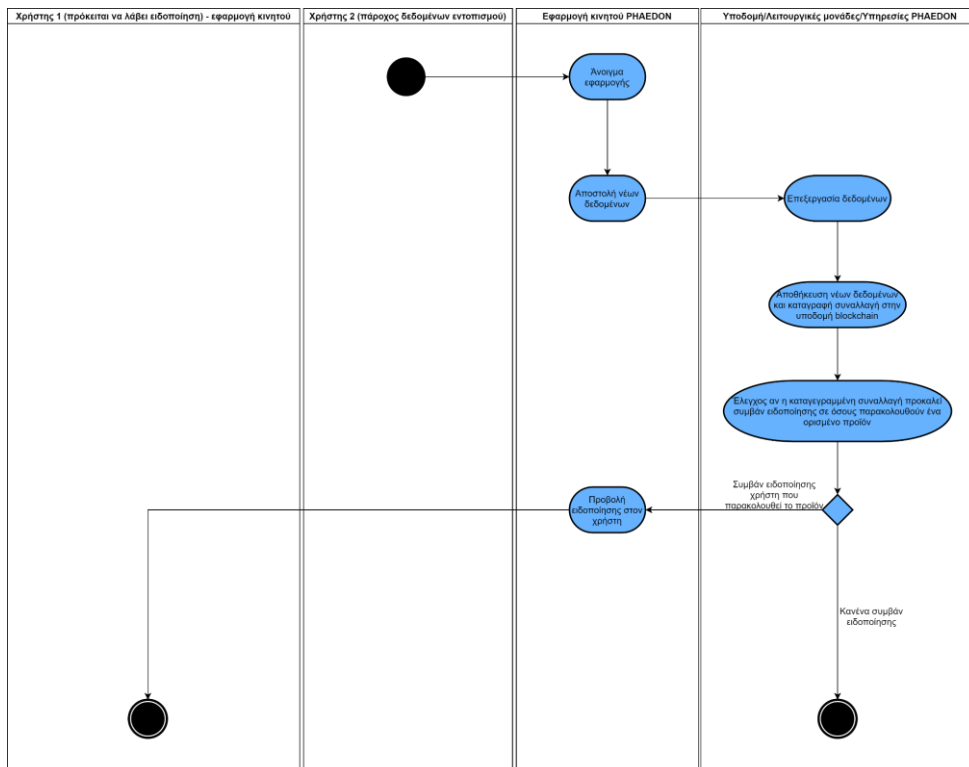 Χρήστης 1 (πρόκειται να λάβει ειδοποίηση) - εφαρμογή κινητού
Χρήστης 2 (πάροχος δεδομένων εντοπισμού)
Εφαρμογή κινητού PHAEDON
Υποδομή/Λειτουργικές μονάδες/Υπηρεσίες PHAEDON
Άνοιγμα
εφαρμογής
Αποστολή νέων
δεδομένων
Επεξεργασία δεδομένων
Αποθήκευση νέων δεδομένων
και καταγραφή συναλλαγή στην
υποδομή blockchain
Έλεγχος αν η καταγεγραμμένη συναλλαγή προκαλεί
συμβάν ειδοποίησης σε όσους παρακολουθούν ένα
ορισμένο προϊόν
Συμβάν ειδοποίησης
χρήστη που
παρακολουθεί το προϊόν
Προβολή
ειδοποίησης στον
χρήστη
Κανένα συμβάν
ειδοποίησης